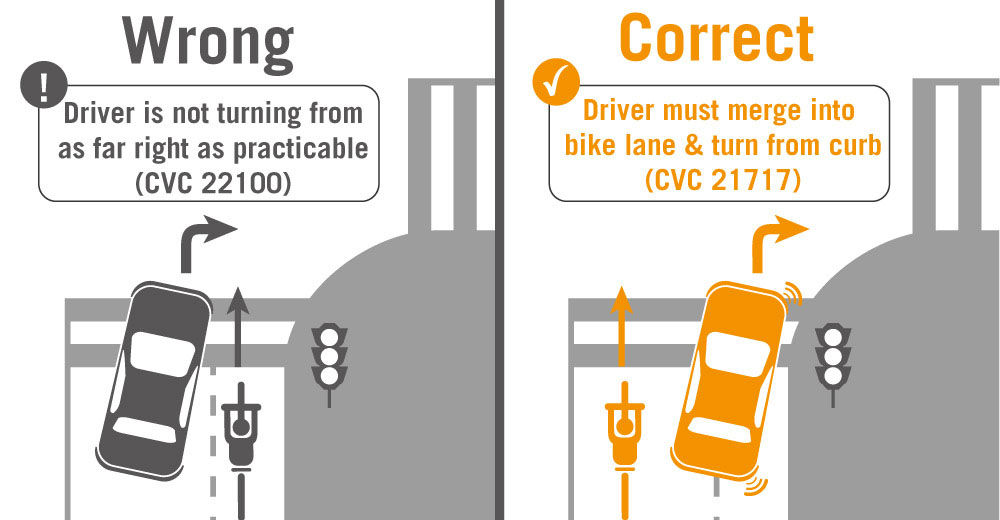 Wrong
!
Driver is not turning from
as far right as practicable
(CVC 22100)
Correct
Driver must merge into
bike lane & turn from curb
(CVC 21717)